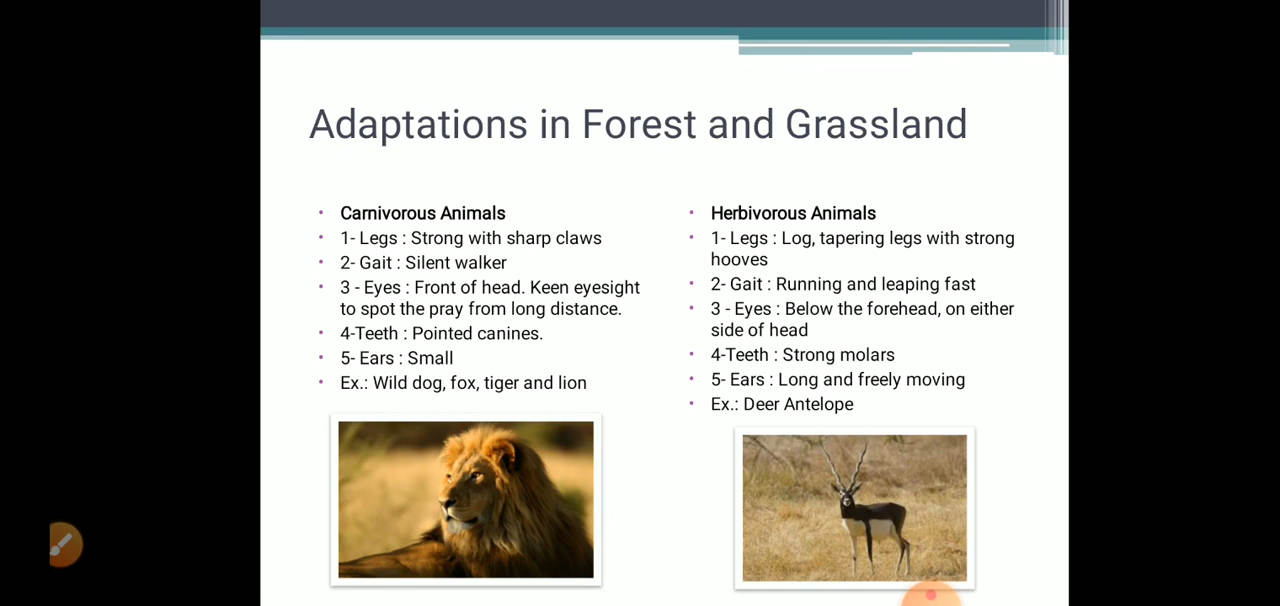 Adaptations in Forest and Grassland
• Carnivorous Animals
• 1- Legs : Strong with sharp claws
• 2- Gait : Silent walker
• 3 - Eyes : Front of head. Keen eyesight
to spot the pray from long distance.
• 4-Teeth : Pointed canines.
• 5- Ears : Small
• Ex.: Wild dog, fox, tiger and lion
• Herbivorous Animals
• 1- Legs : Log, tapering legs with strong
hooves
• 2- Gait : Running and leaping fast
• 3 - Eyes : Below the forehead, on either
side of head
• 4-Teeth : Strong molars
• 5- Ears : Long and freely moving
• Ex.: Deer Antelope